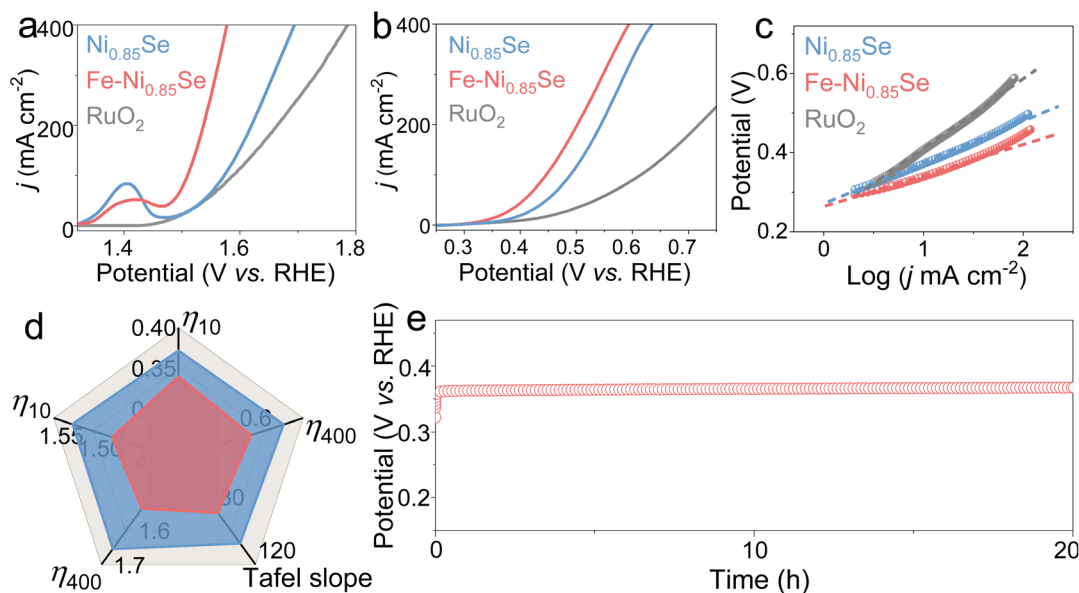 a
400
200
0
j (mA cm-2)
Ni0.85Se
Fe-Ni0.85Se
RuO2
1.4
1.6
1.8
Potential (V vs. RHE)
b
400
200
0
j (mA cm-2)
Ni0.85Se
Fe-Ni0.85Se
RuO2
0.3
0.4
0.5
0.6
0.7
Potential (V vs. RHE)
c
Ni0.85Se
Fe-Ni0.85Se
RuO2
0.6
0.4
0.2
Potential (V)
0
1
2
Log (j mA cm-2)
d
0.40
η10
0.35
η10
1.55
1.50
0.6
η400
1.6
1.7
η400
120
Tafel slope
e
0.4
0.3
0.2
Potential (V vs. RHE)
0
10
20
Time (h)